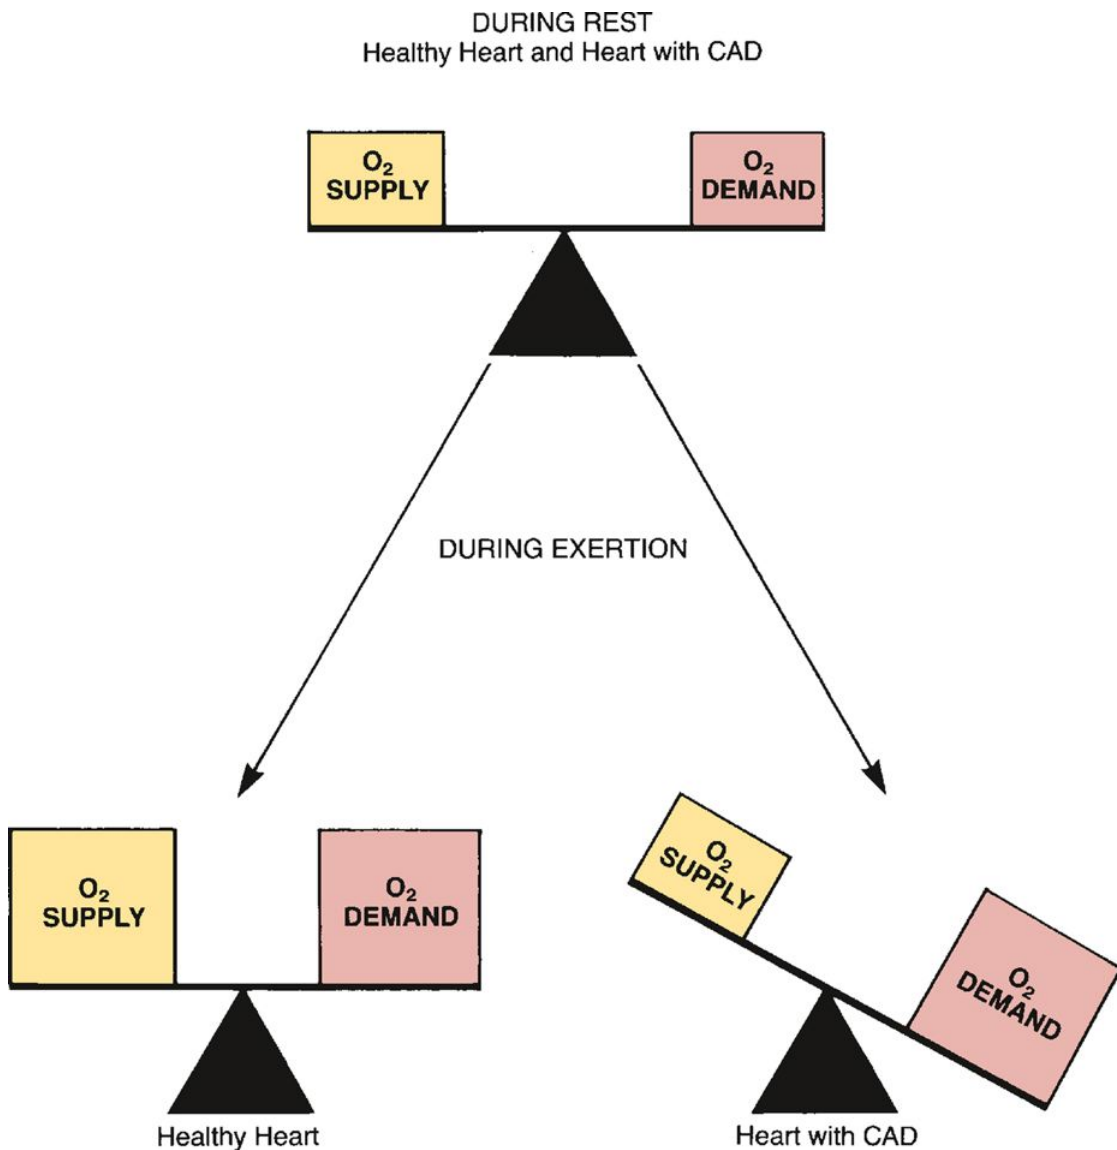 DURING REST
Healthy Heart and Heart with CAD
O₂
SUPPLY
O₂
DEMAND
DURING EXERTION
O₂
SUPPLY
O₂
DEMAND
O₂
SUPPLY
O₂
DEMAND
Healthy Heart
Heart with CAD